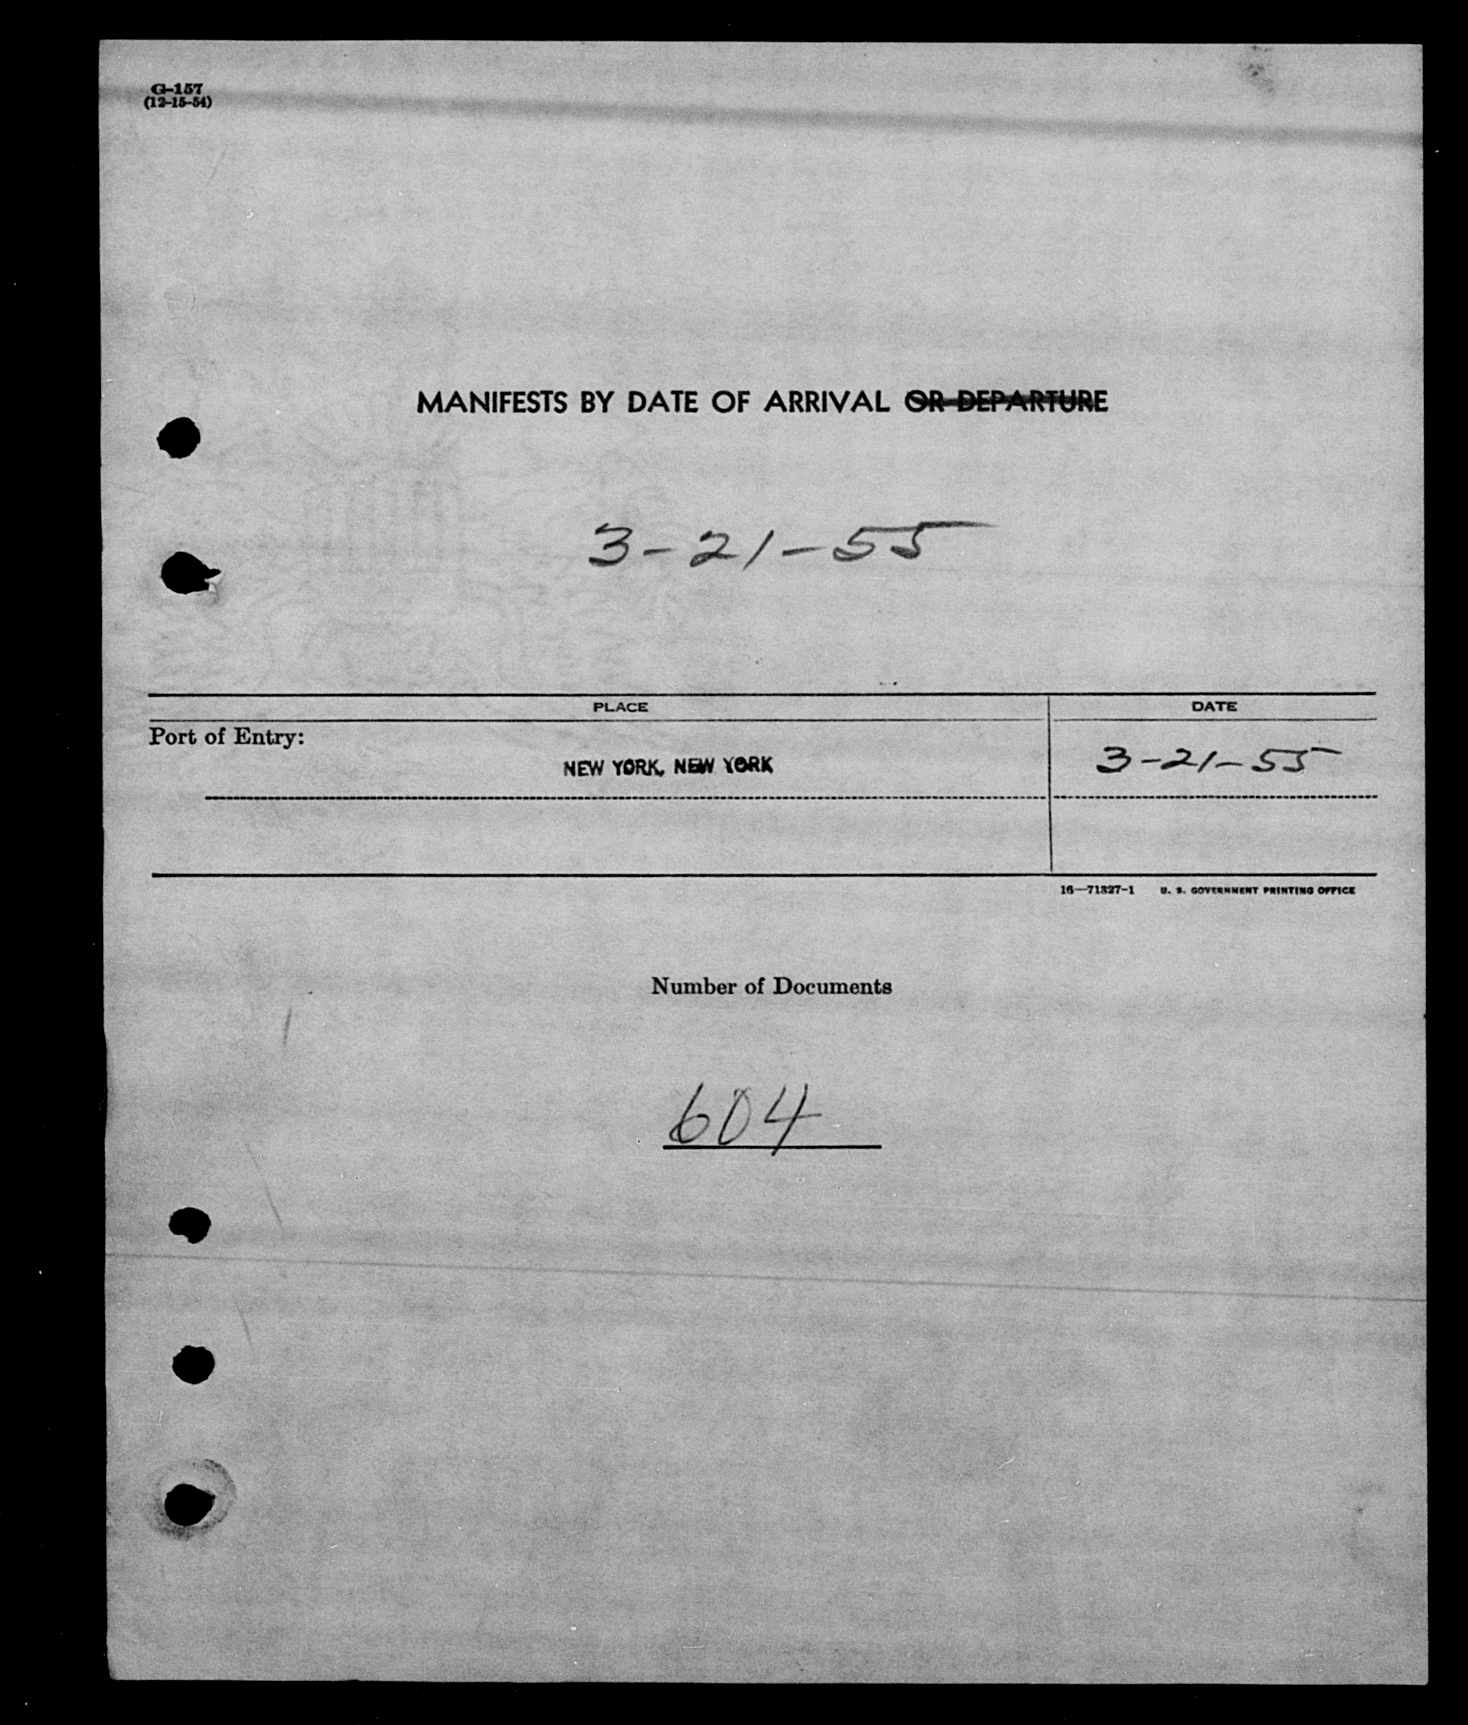 G-157
(12-15-54)
MANIFESTS BY DATE OF ARRIVAL OR DEPARTURE
3-21-55
PLACE
DATE
Port of Entry:
NEW YORK, NEW YORK
3-21-55
16—71327-1 U. S. GOVERNMENT PRINTING OFFICE
Number of Documents
604